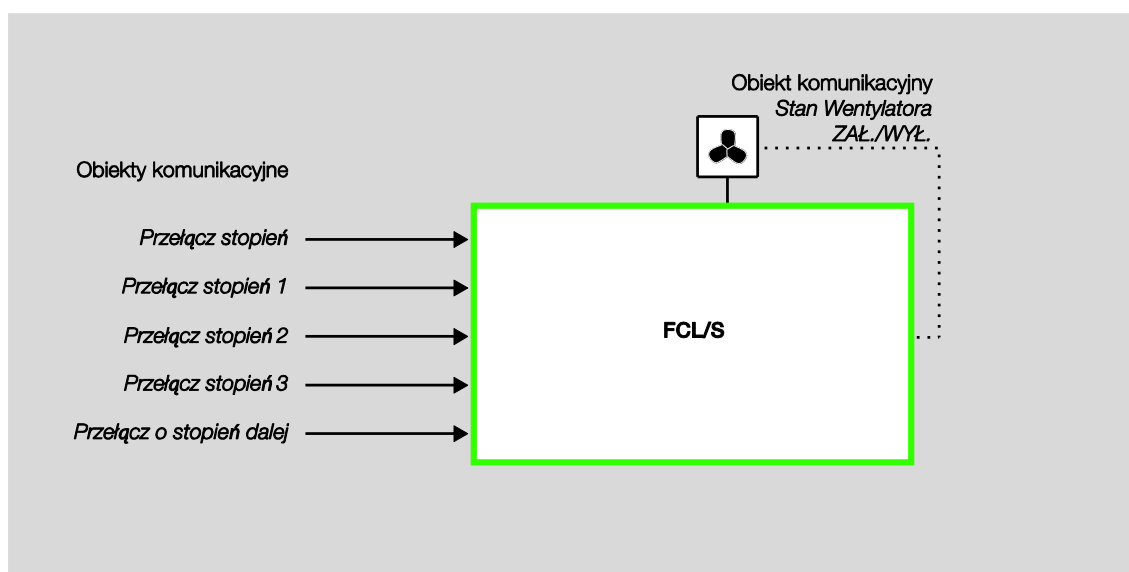 Obiekt komunikacyjny
Stan Wentylatora
ZAŁ./WYŁ.
Obiekty komunikacyjne
Przełącz stopień
Przełącz stopień 1
Przełącz stopień 2
Przełącz stopień 3
Przełącz o stopień dalej
FCL/S